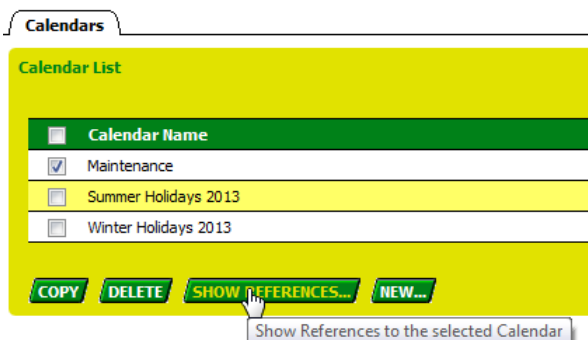 Calendars
Calendar List
Calendar Name
Maintenance
Summer Holidays 2013
Winter Holidays 2013
COPY DELETE SHOW REFERENCES... NEW...
Show References to the selected Calendar